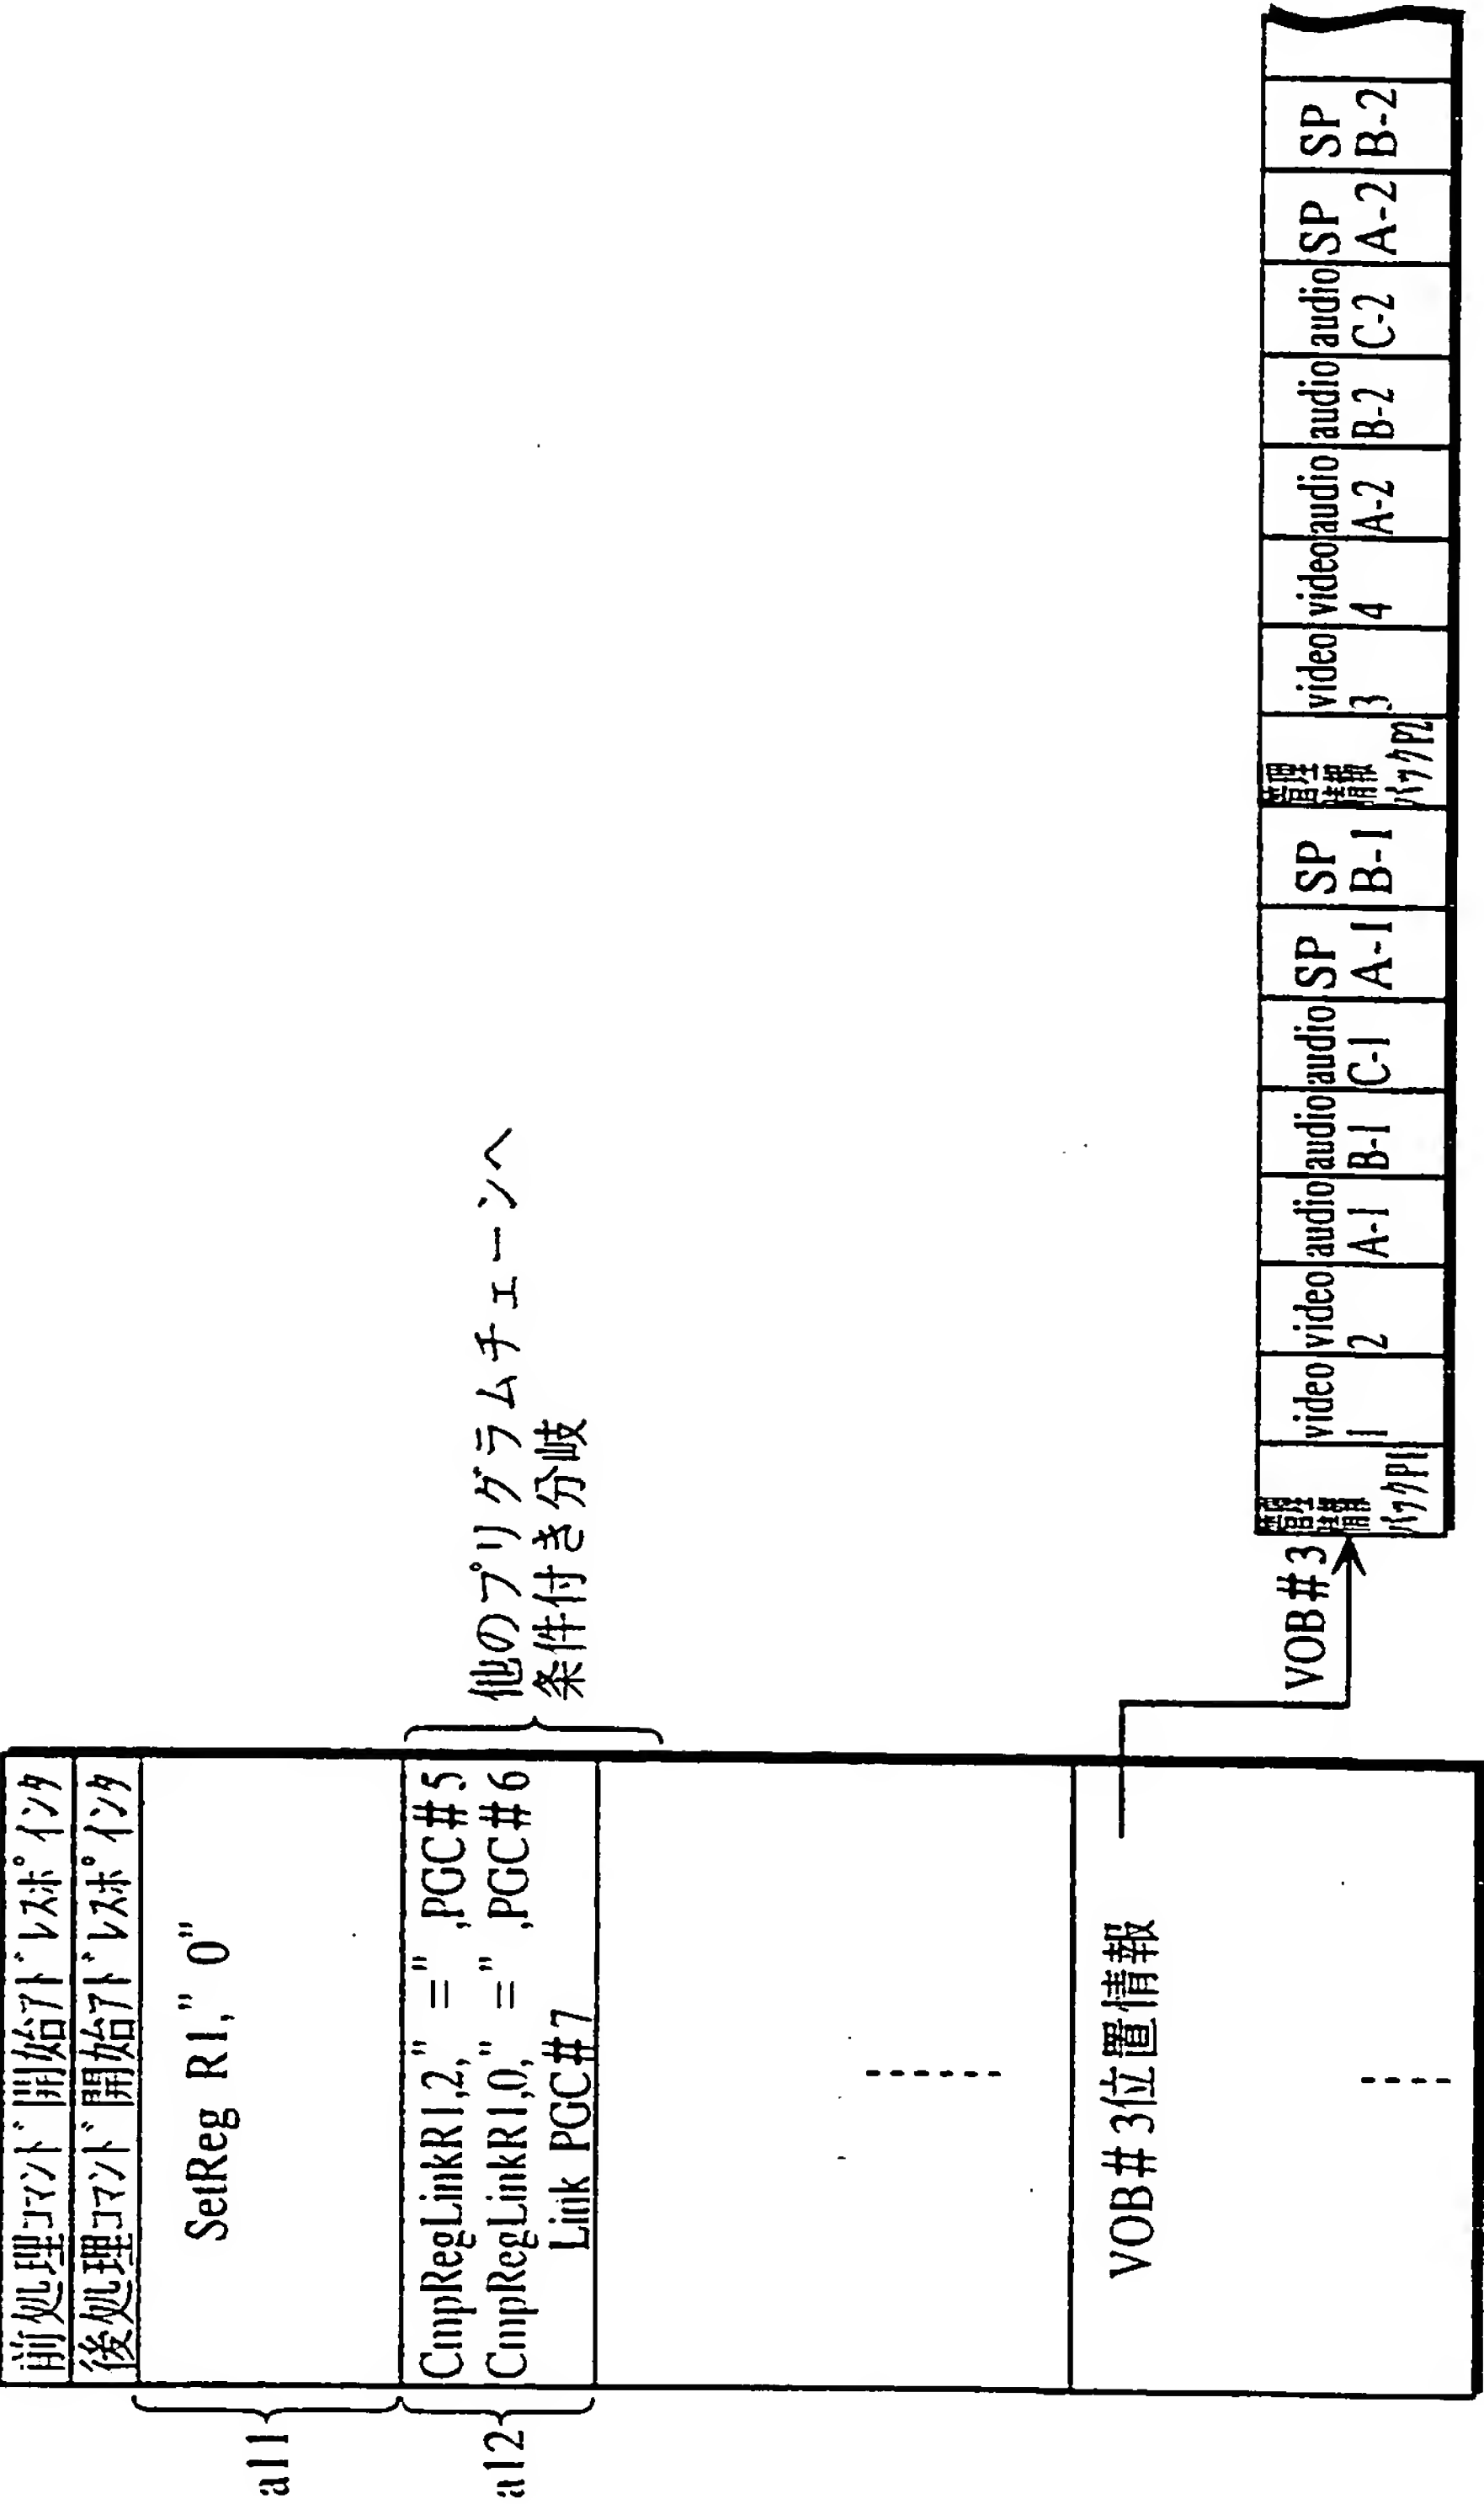 前処理コマンド開始アドレスポインタ
後処理コマンド開始アドレスポインタ
a11
SetReg R1,"0"
a12
CmpRegLinkR1,2,"=",PGC#5
CmpRegLinkR1,0,"=",PGC#6
Link PGC#7
他のプリグラムチェーンへ
条件付き分岐
VOB#3位置情報
VOB#3
管理情報パックP1
video 1
video 2
audio A-1
audio B-1
audio C-1
SP A-1
SP B-1
管理情報パックP2
video 3
video 4
audio A-2
audio B-2
audio C-2
SP A-2
SP B-2